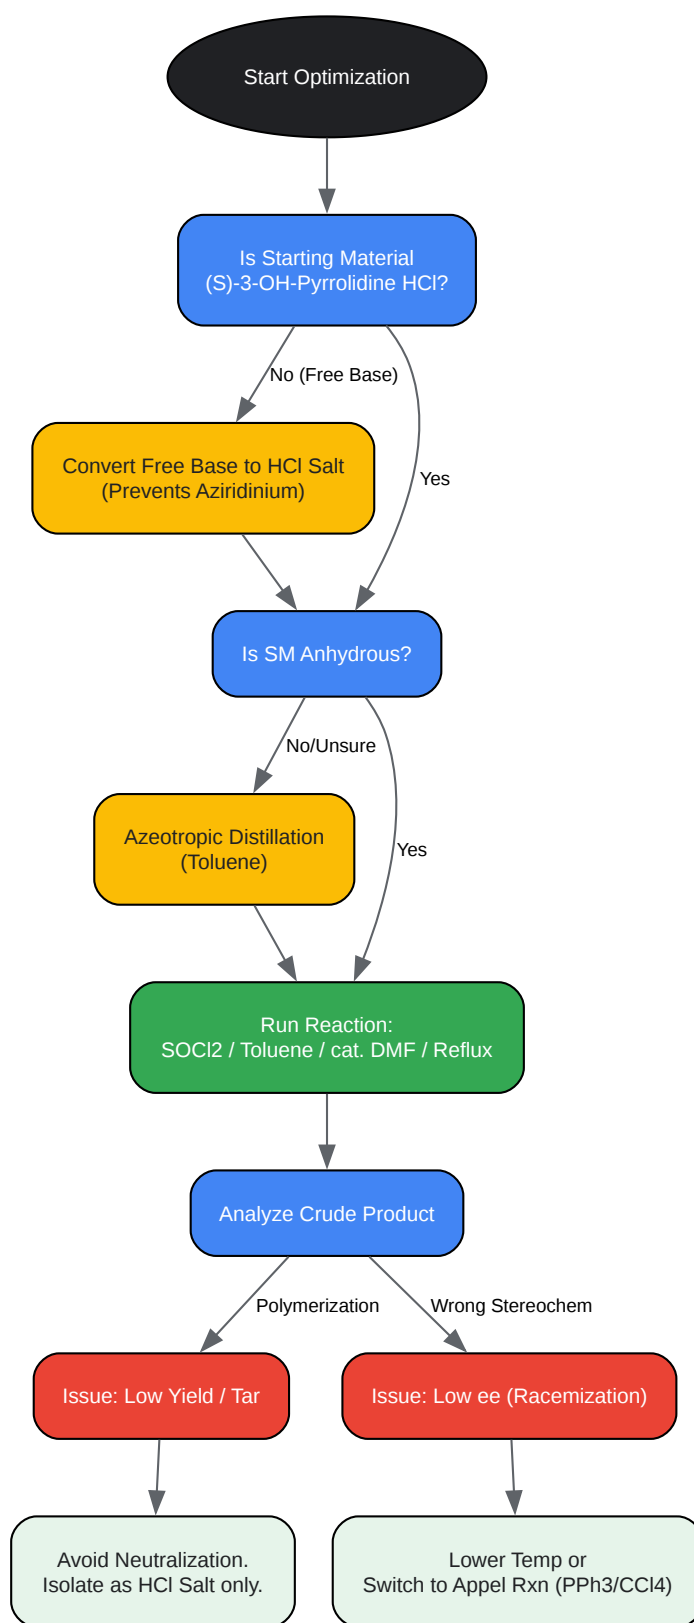 Start Optimization
Is Starting Material
(S)-3-OH-Pyrrolidine HCl?
No (Free Base)
Convert Free Base to HCl Salt
(Prevents Aziridinium)
Yes
Is SM Anhydrous?
No/Unsure
Azeotropic Distillation
(Toluene)
Yes
Run Reaction:
SOCl2 / Toluene / cat. DMF / Reflux
Analyze Crude Product
Polymerization
Wrong Stereochem
Issue: Low Yield / Tar
Issue: Low ee (Racemization)
Avoid Neutralization.
Isolate as HCl Salt only.
Lower Temp or
Switch to Appel Rxn (PPh3/CCl4)